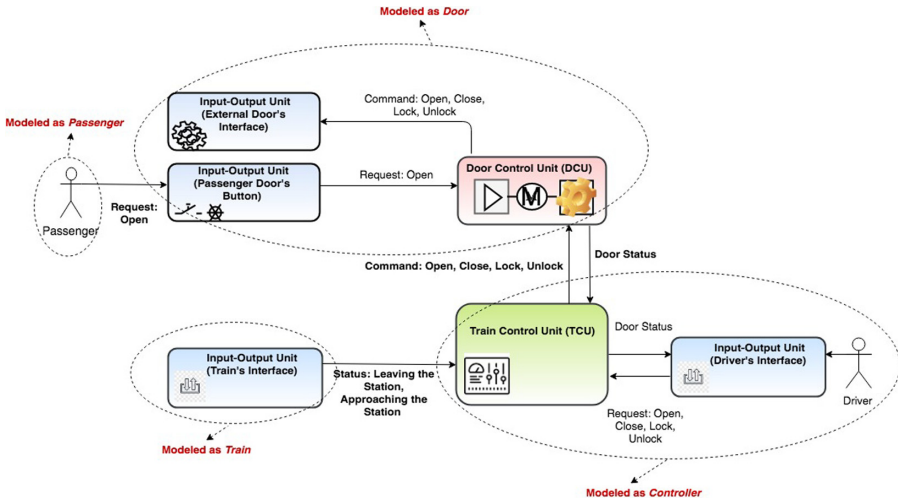 Modeled as Door
Input-Output Unit
(External Door's
Interface)
Command: Open, Close,
Lock, Unlock
Modeled as Passenger
Input-Output Unit
(Passenger Door's
Button)
Request: Open
Door Control Unit (DCU)
M
Request:
Open
Passenger
Command: Open, Close, Lock, Unlock
Door Status
Train Control Unit (TCU)
Door Status
Input-Output Unit
(Driver's Interface)
Input-Output Unit
(Train's Interface)
Status: Leaving the
Station,
Approaching the
Station
Driver
Request: Open,
Close, Lock,
Unlock
Modeled as Train
Modeled as Controller